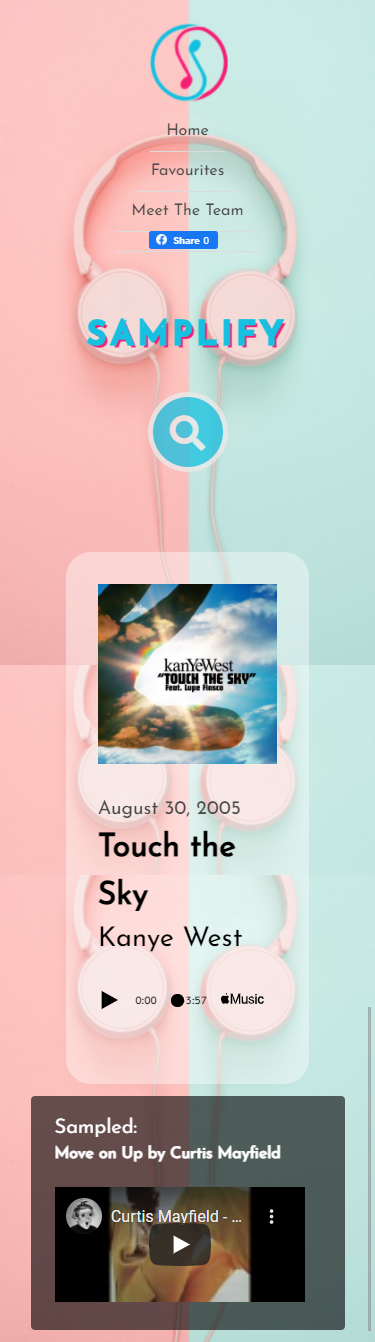 Home
Favourites
Meet The Team
Share 0
SAMPLIFY
kanYeWest
"TOUCH THE SKY"
Feat. Lupe Fiasco
August 30, 2005
Touch the
Sky
Kanye West
0:00 3:57 Music
Sampled:
Move on Up by Curtis Mayfield
Curtis Mayfield - ...